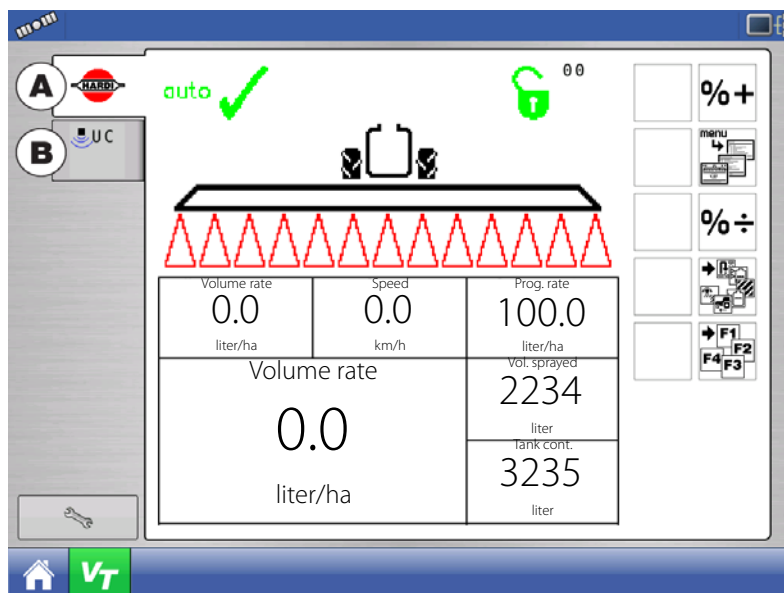 A
HARDI
B
UC
auto
00
%+
menu
%÷
F1
F2
F4
F3
Volume rate
0.0
liter/ha
Speed
0.0
km/h
Prog. rate
100.0
liter/ha
Volume rate
0.0
liter/ha
Vol. sprayed
2234
liter
Tank cont.
3235
liter
VT